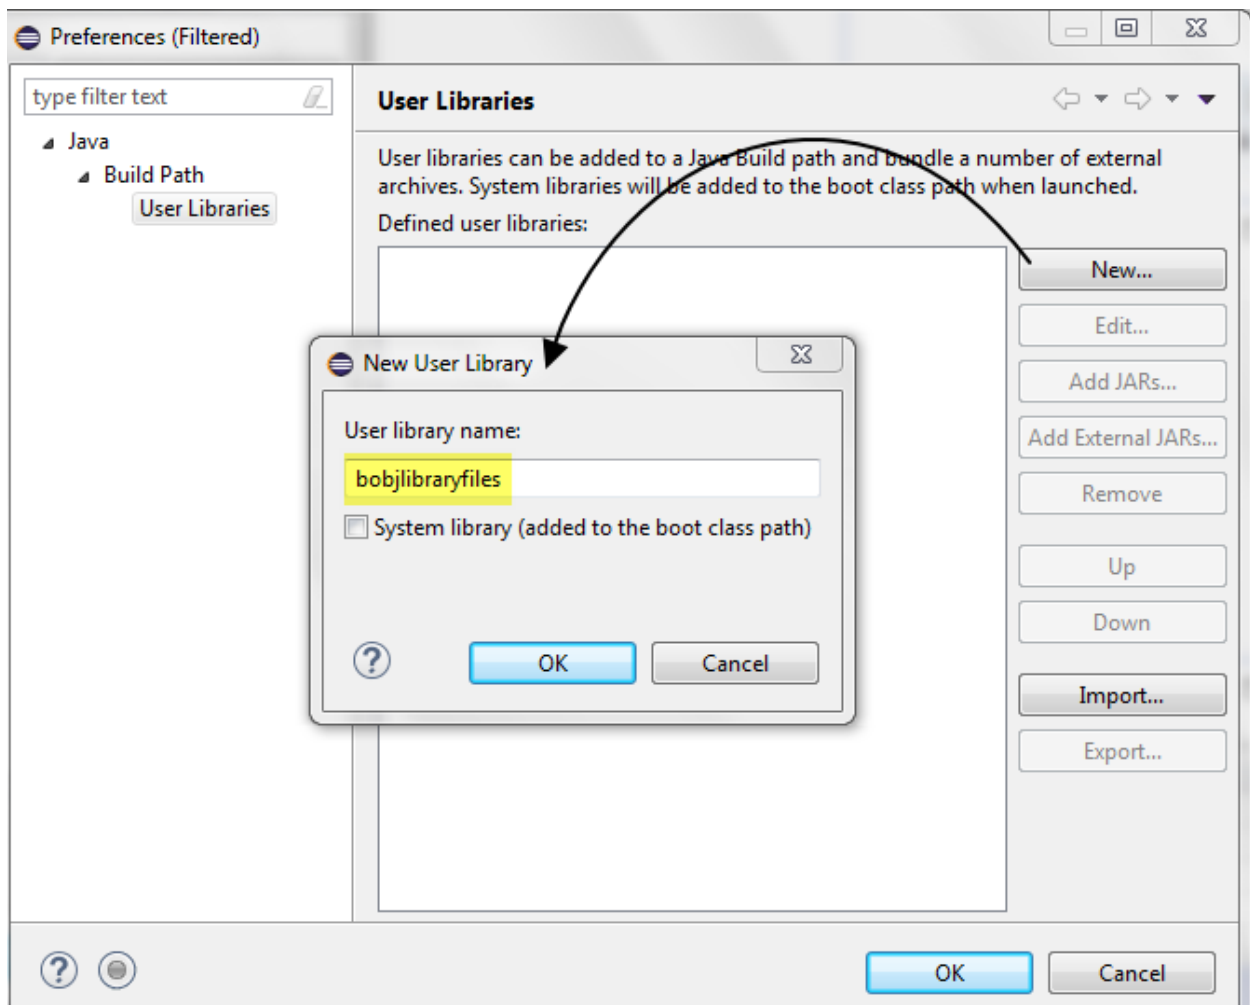 Preferences (Filtered)
type filter text
Java
Build Path
User Libraries
User Libraries
User libraries can be added to a Java Build path and bundle a number of external
archives. System libraries will be added to the boot class path when launched.
Defined user libraries:
New...
Edit...
Add JARs...
Add External JARs...
Remove
Up
Down
Import...
Export...
New User Library
User library name:
bobjlibraryfiles
System library (added to the boot class path)
?
OK
Cancel
?
OK
Cancel